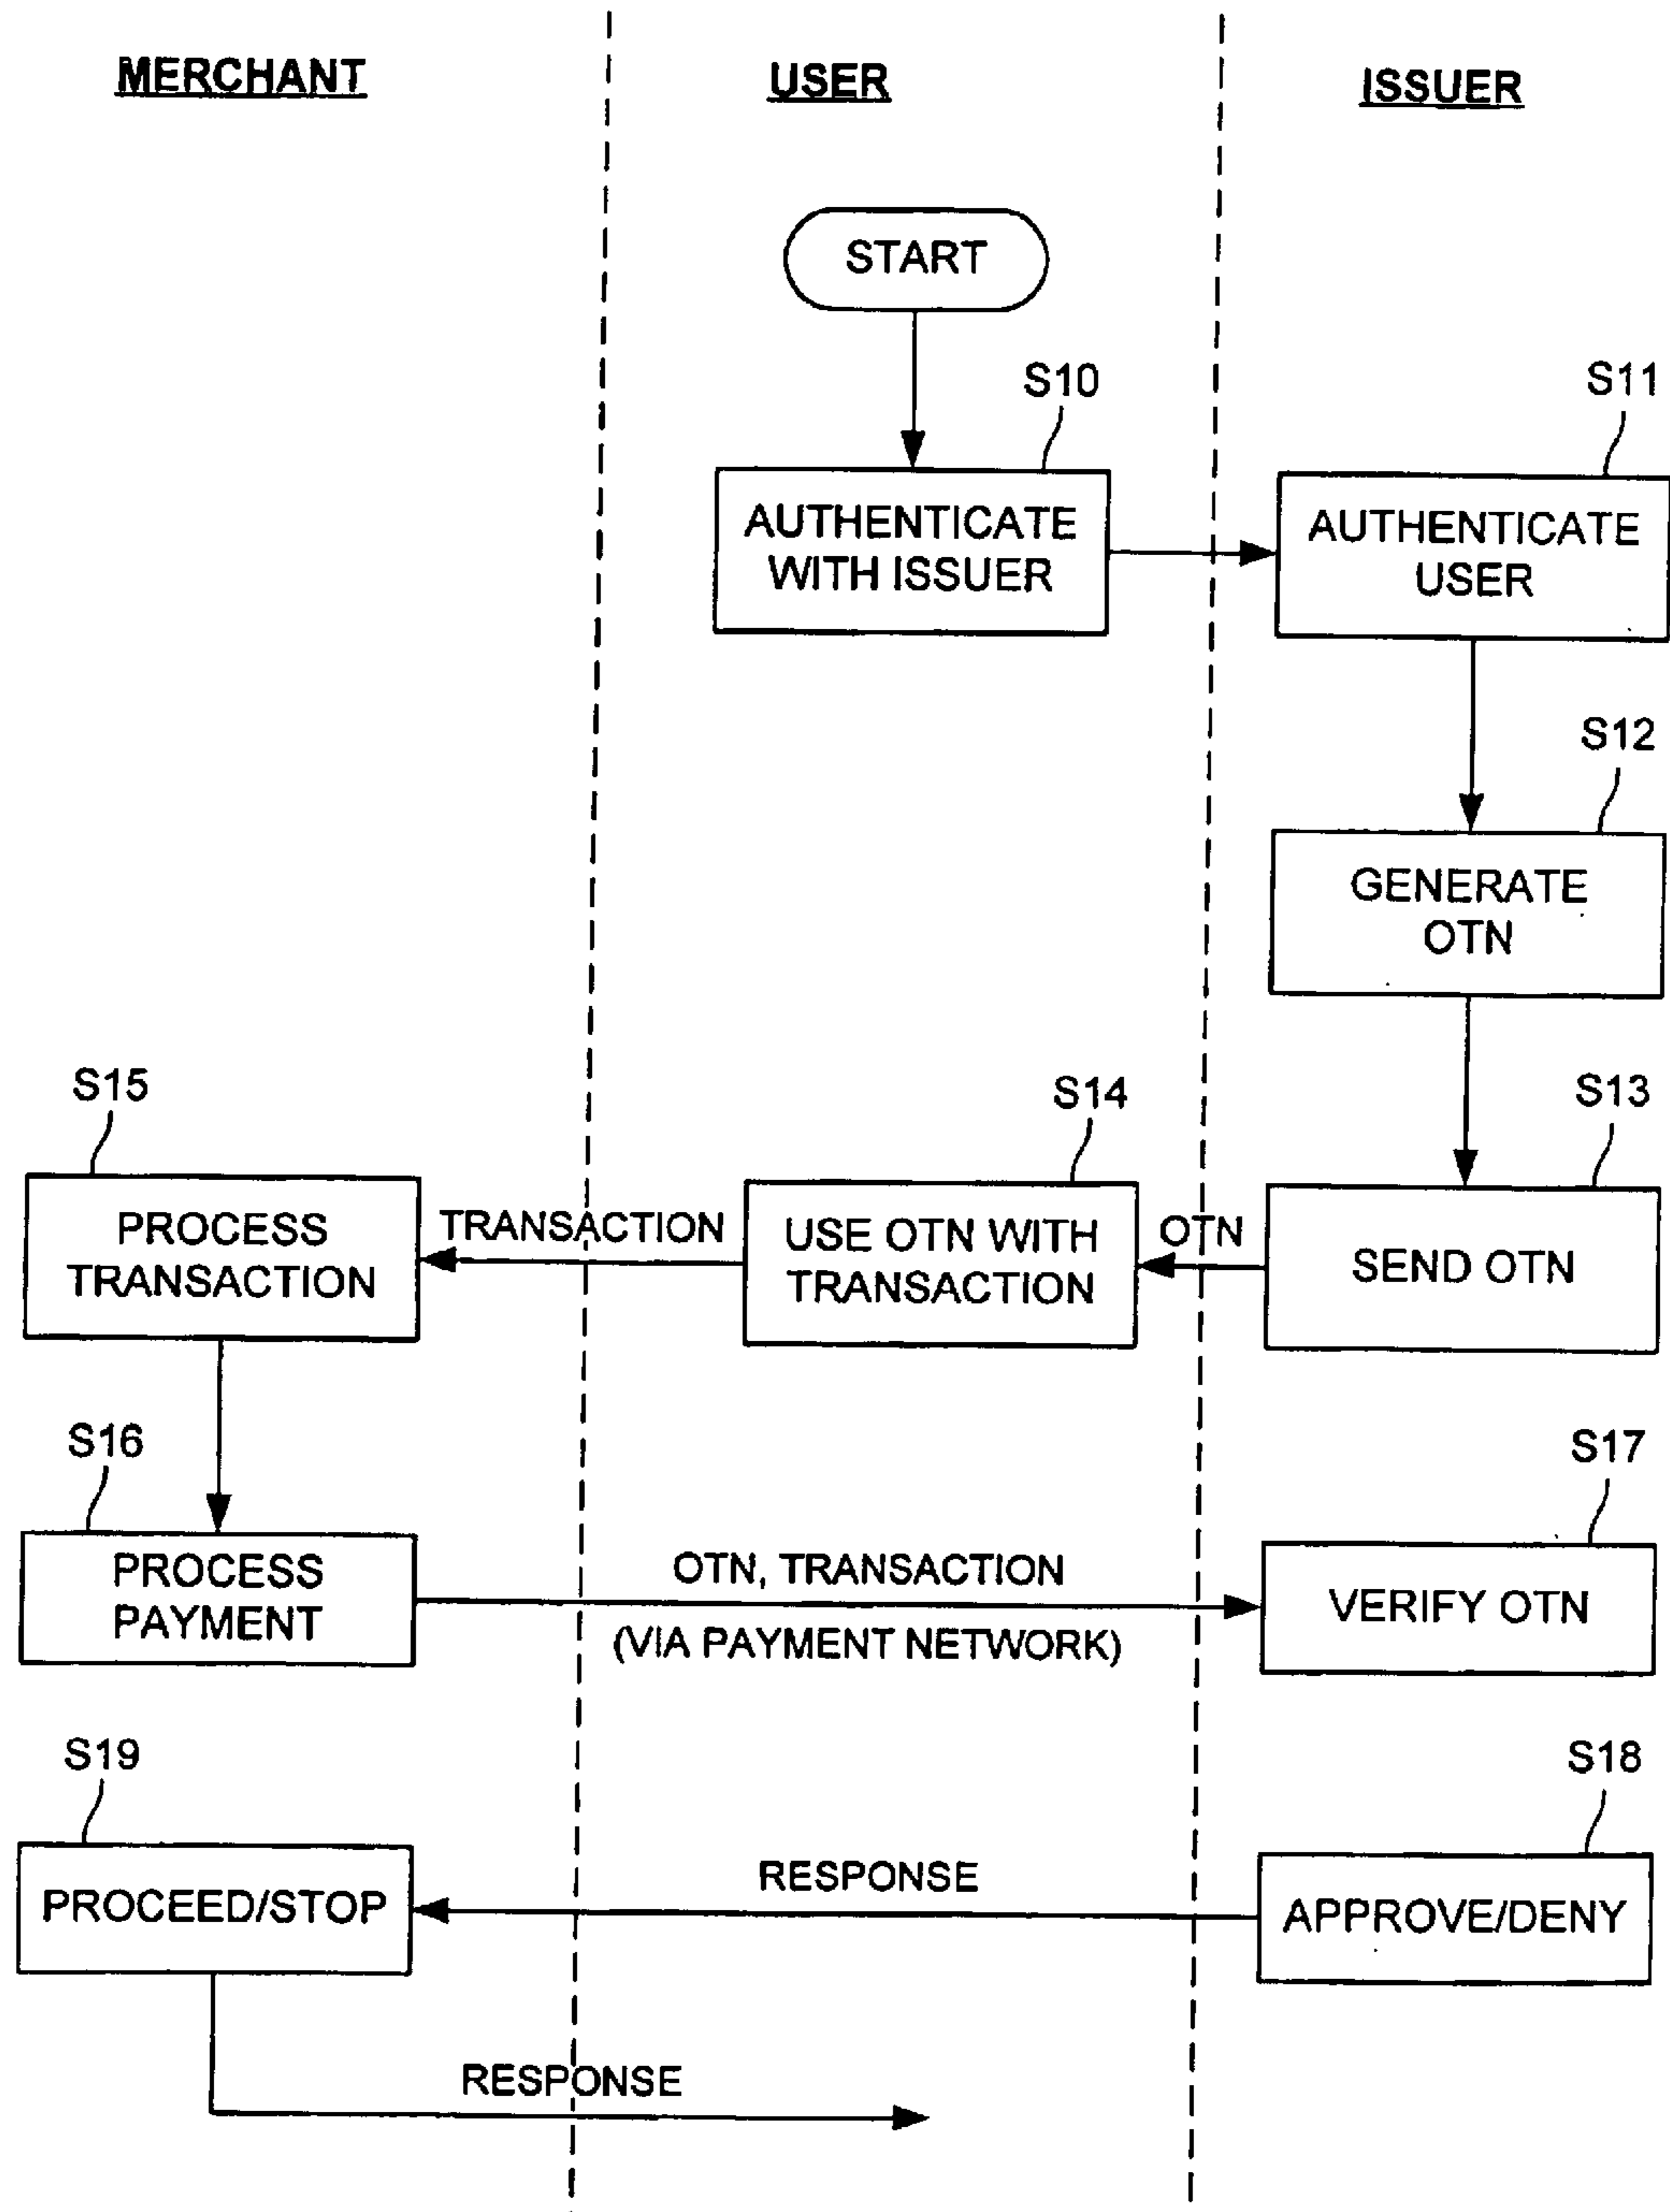 MERCHANT
USER
ISSUER
START
S10
S11
AUTHENTICATE
WITH ISSUER
AUTHENTICATE
USER
S12
GENERATE
OTN
S15
S14
S13
PROCESS
TRANSACTION
TRANSACTION
USE OTN WITH
TRANSACTION
OTN
SEND OTN
S16
S17
PROCESS
PAYMENT
OTN, TRANSACTION
(VIA PAYMENT NETWORK)
VERIFY OTN
S19
S18
PROCEED/STOP
RESPONSE
APPROVE/DENY
RESPONSE